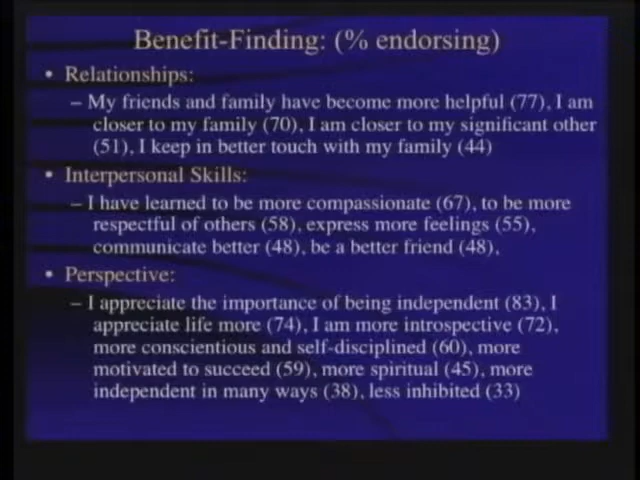 Benefit-Finding: (% endorsing)
• Relationships:
– My friends and family have become more helpful (77), I am
closer to my family (70), I am closer to my significant other
(51), I keep in better touch with my family (44)
• Interpersonal Skills:
– I have learned to be more compassionate (67), to be more
respectful of others (58), express more feelings (55),
communicate better (48), be a better friend (48),
• Perspective:
– I appreciate the importance of being independent (83), I
appreciate life more (74), I am more introspective (72),
more conscientious and self-disciplined (60), more
motivated to succeed (59), more spiritual (45), more
independent in many ways (38), less inhibited (33)